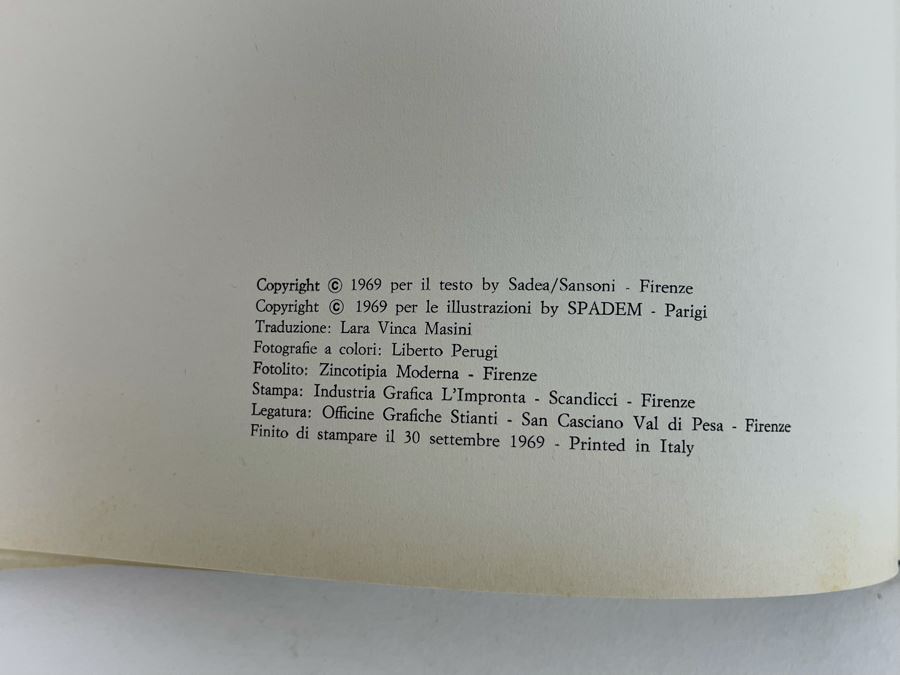 Copyright © 1969 per il testo by Sadea/Sansoni - Firenze
Copyright © 1969 per le illustrazioni by SPADEM - Parigi
Traduzione: Lara Vinca Masini
Fotografie a colori: Liberto Perugi
Fotolito: Zincotipia Moderna - Firenze
Stampa: Industria Grafica L'Impronta - Scandicci - Firenze
Legatura: Officine Grafiche Stianti - San Casciano Val di Pesa - Firenze
Finito di stampare il 30 settembre 1969 - Printed in Italy